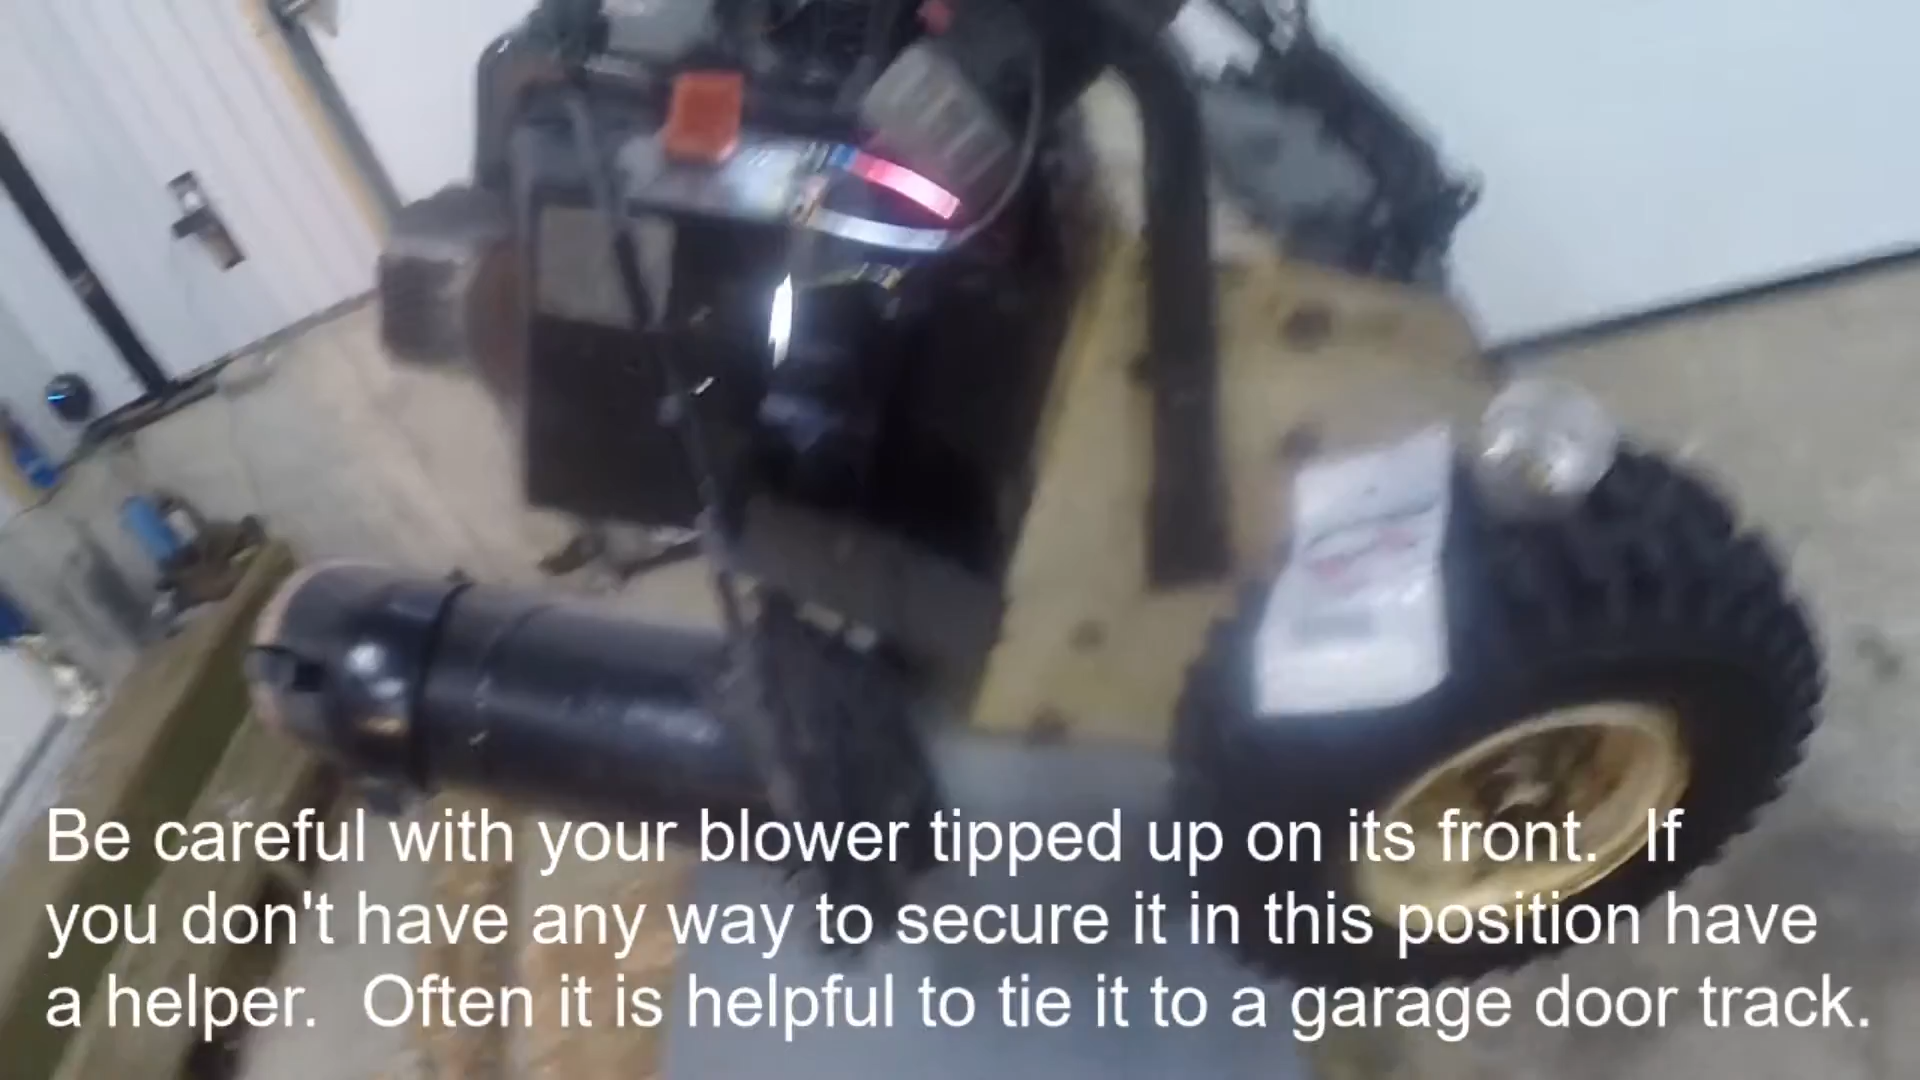 Be careful with your blower tipped up on its front.  If
you don't have any way to secure it in this position have
a helper.  Often it is helpful to tie it to a garage door track.